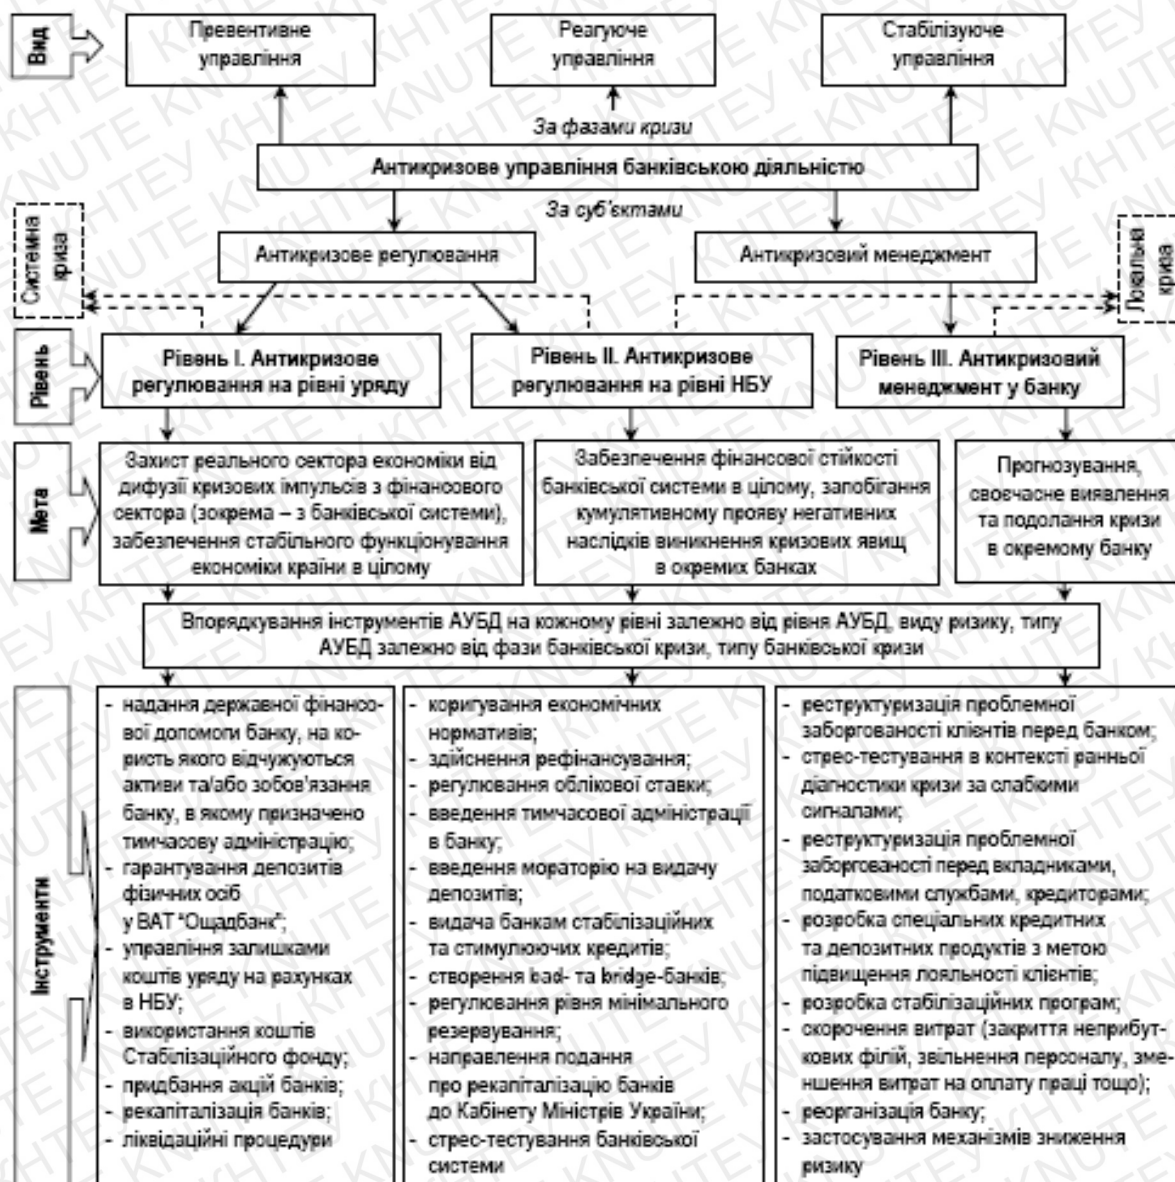 Вид
Превентивне
управління
Реагуюче
управління
Стабілізуюче
управління
За фазами кризи
Антикризове управління банківською діяльністю
За суб'єктами
Системна
криза
Антикризове регулювання
Антикризовий менеджмент
Локальна
криза
Рівень
Рівень І. Антикризове
регулювання на рівні уряду
Рівень ІІ. Антикризове
регулювання на рівні НБУ
Рівень ІІІ. Антикризовий
менеджмент у банку
Мета
Захист реального сектора економіки від
дифузії кризових імпульсів з фінансового
сектора (зокрема – з банківської системи),
забезпечення стабільного функціонування
економіки країни в цілому
Забезпечення фінансової стійкості
банківської системи в цілому, запобігання
кумулятивному прояву негативних
наслідків виникнення кризових явищ
в окремих банках
Прогнозування,
своєчасне виявлення
та подолання кризи
в окремому банку
Впорядкування інструментів АУБД на кожному рівні залежно від рівня АУБД, виду ризику, типу
АУБД залежно від фази банківської кризи, типу банківської кризи
Інструменти
- надання державної фінансо-
вої допомоги банку, на ко-
ристь якого відчужуються
активи та/або зобов'язання
банку, в якому призначено
тимчасову адміністрацію;
- гарантування депозитів
фізичних осіб
у ВАТ "Ощадбанк";
- управління залишками
коштів уряду на рахунках
в НБУ;
- використання коштів
Стабілізаційного фонду;
- придбання акцій банків;
- рекапіталізація банків;
- ліквідаційні процедури
- коригування економічних
нормативів;
- здійснення рефінансування;
- регулювання облікової ставки;
- введення тимчасової адміністрації
в банку;
- введення мораторію на видачу
депозитів;
- видача банкам стабілізаційних
та стимулюючих кредитів;
- створення bad- та bridge-банків;
- регулювання рівня мінімального
резервування;
- направлення подання
про рекапіталізацію банків
до Кабінету Міністрів України;
- стрес-тестування банківської
системи
- реструктуризація проблемної
заборгованості клієнтів перед банком;
- стрес-тестування в контексті ранньої
діагностики кризи за слабкими
сигналами;
- реструктуризація проблемної
заборгованості перед вкладниками,
податковими службами, кредиторами;
- розробка спеціальних кредитних
та депозитних продуктів з метою
підвищення лояльності клієнтів;
- розробка стабілізаційних програм;
- скорочення витрат (закриття неприбут-
кових філій, звільнення персоналу, зме-
ншення витрат на оплату праці тощо);
- реорганізація банку;
- застосування механізмів зниження
ризику